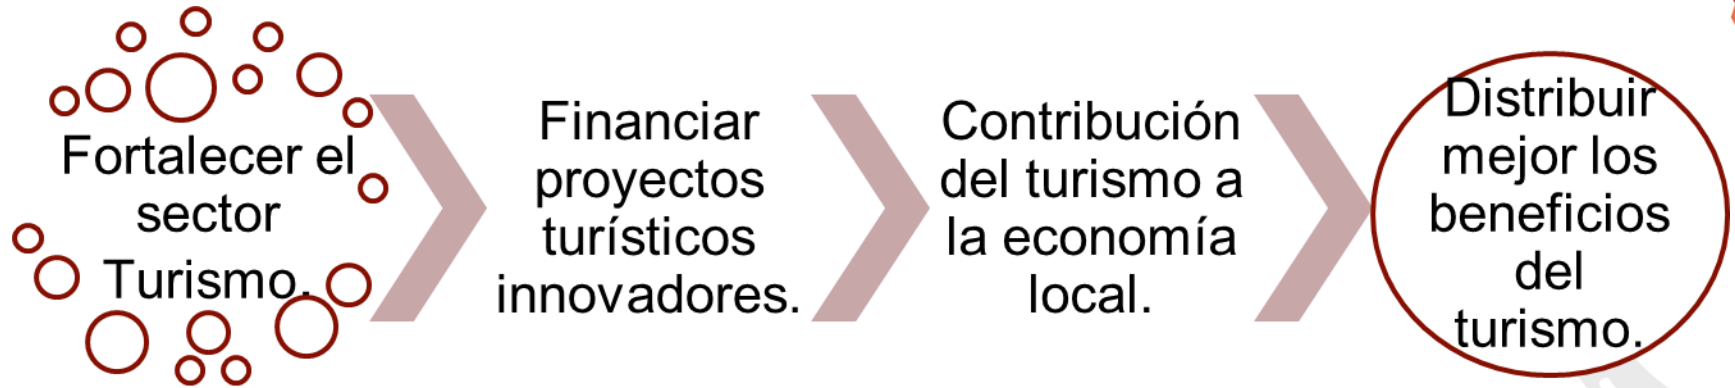 Fortalecer el
sector
Turismo.
Financiar
proyectos
turísticos
innovadores.
Contribución
del turismo a
la economía
local.
Distribuir
mejor los
beneficios
del
turismo.